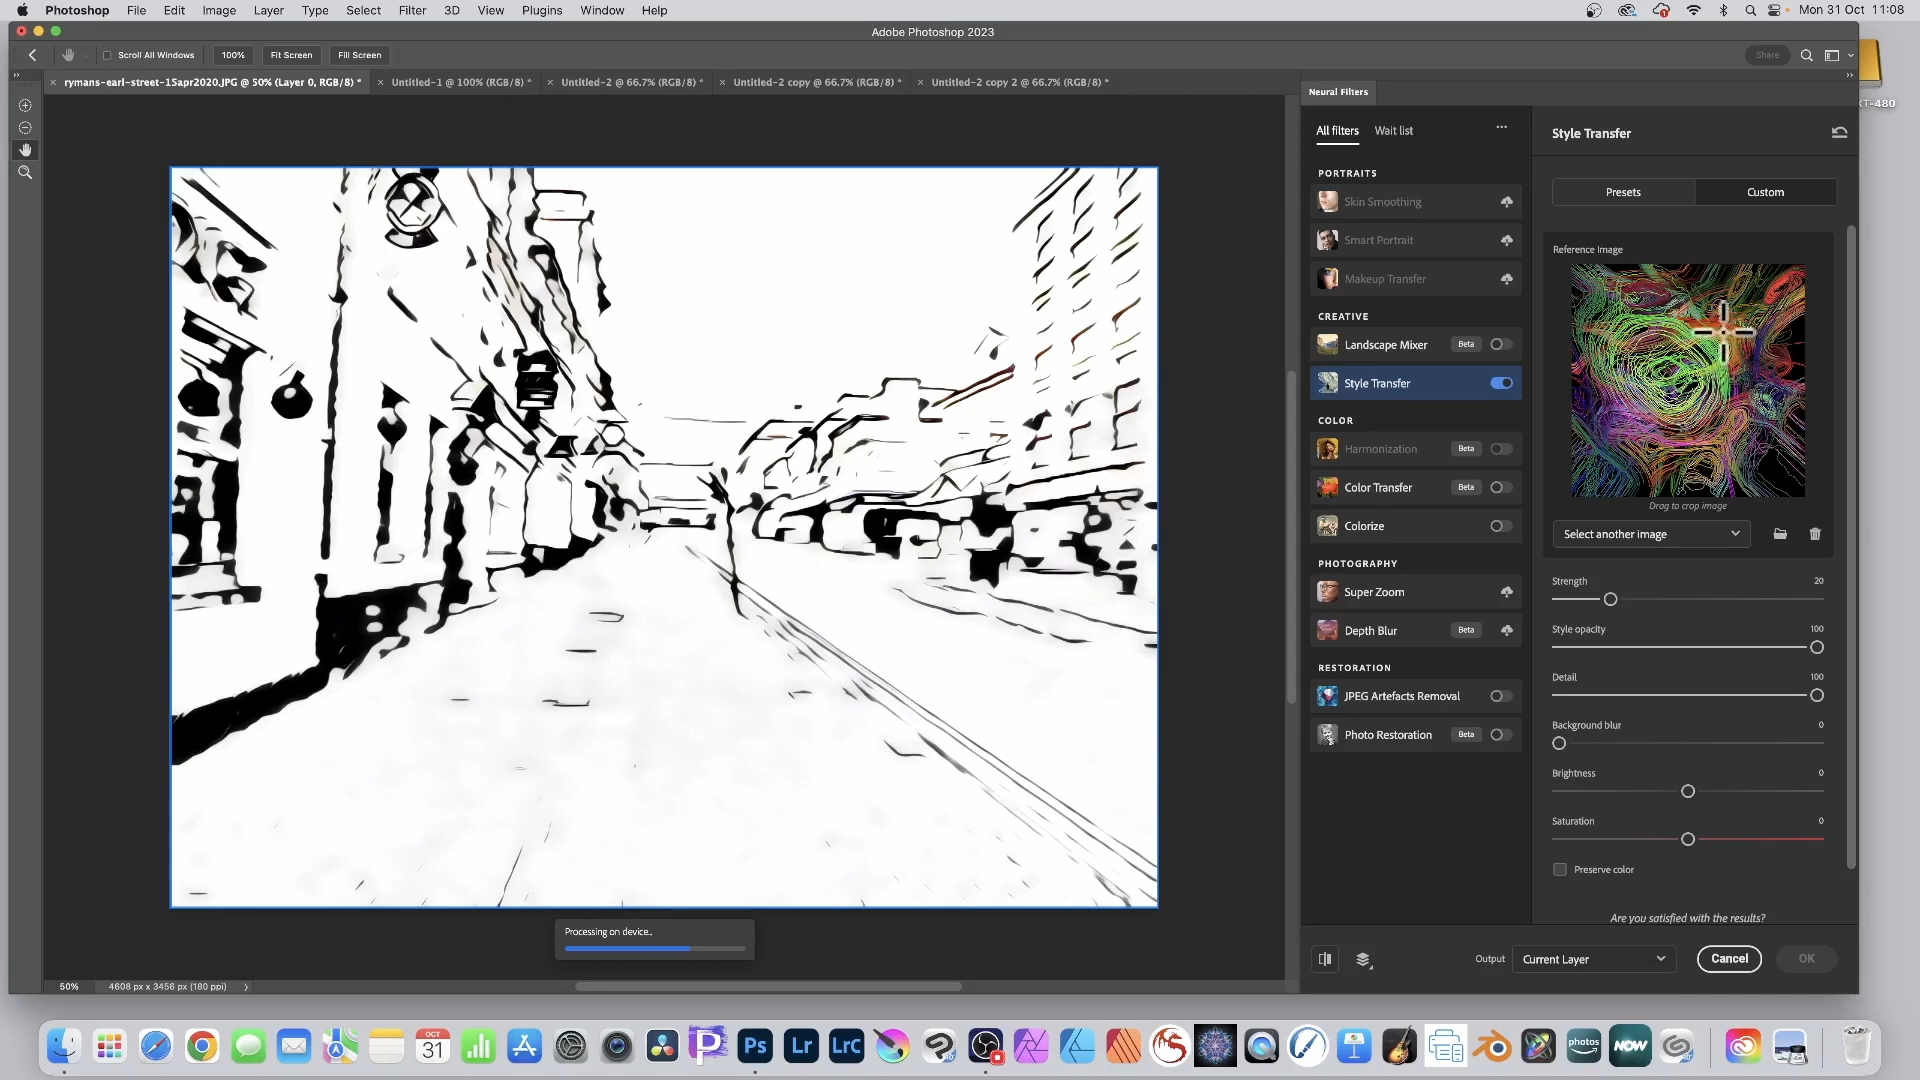 Photoshop File Edit Image Layer Type Select Filter 3D View Plugins Window Help Mon 31 Oct 11:08
Adobe Photoshop 2023
Scroll All Windows 100% Fit Screen Fill Screen Share
rymans-earl-street-15apr2020.JPG @ 50% (Layer 0, RGB/8) * Untitled-1 @ 100% (RGB/8) * Untitled-2 @ 66.7% (RGB/8) * Untitled-2 copy @ 66.7% (RGB/8) * Untitled-2 copy 2 @ 66.7% (RGB/8) *
XT-480
Neural Filters
All filters Wait list
PORTRAITS
Skin Smoothing
Smart Portrait
Makeup Transfer
CREATIVE
Landscape Mixer Beta
Style Transfer
COLOR
Harmonization Beta
Color Transfer Beta
Colorize
PHOTOGRAPHY
Super Zoom
Depth Blur Beta
RESTORATION
JPEG Artefacts Removal
Photo Restoration Beta
Style Transfer
Presets Custom
Reference Image
Drag to crop image
Select another image
Strength 20
Style opacity 100
Detail 100
Background blur 0
Brightness 0
Saturation 0
Preserve color
Are you satisfied with the results?
Output Current Layer Cancel OK
Processing on device..
50% 4608 px x 3456 px (180 ppi)
OCT
31
Ps Lr LrC
photos
NOW